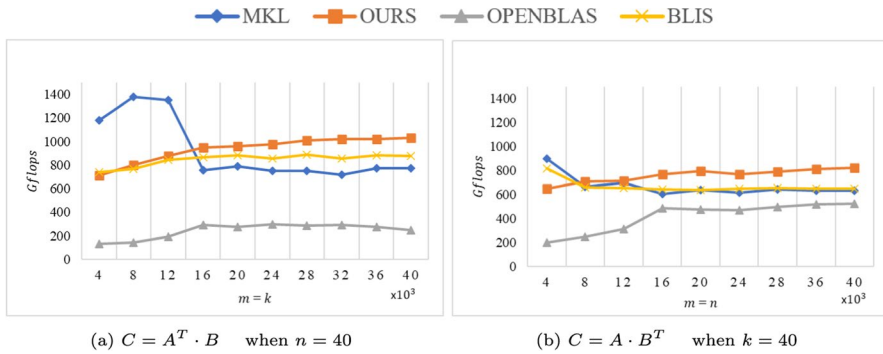 MKL OURS OPENBLAS BLIS
1400
1200
1000
800
600
400
200
0
Gflops
4 8 12 16 20 24 28 32 36 40
m = k x10³
(a) C = Aᵀ · B when n = 40
1400
1200
1000
800
600
400
200
0
Gflops
4 8 12 16 20 24 28 36 40
m = n x10³
(b) C = A · Bᵀ when k = 40